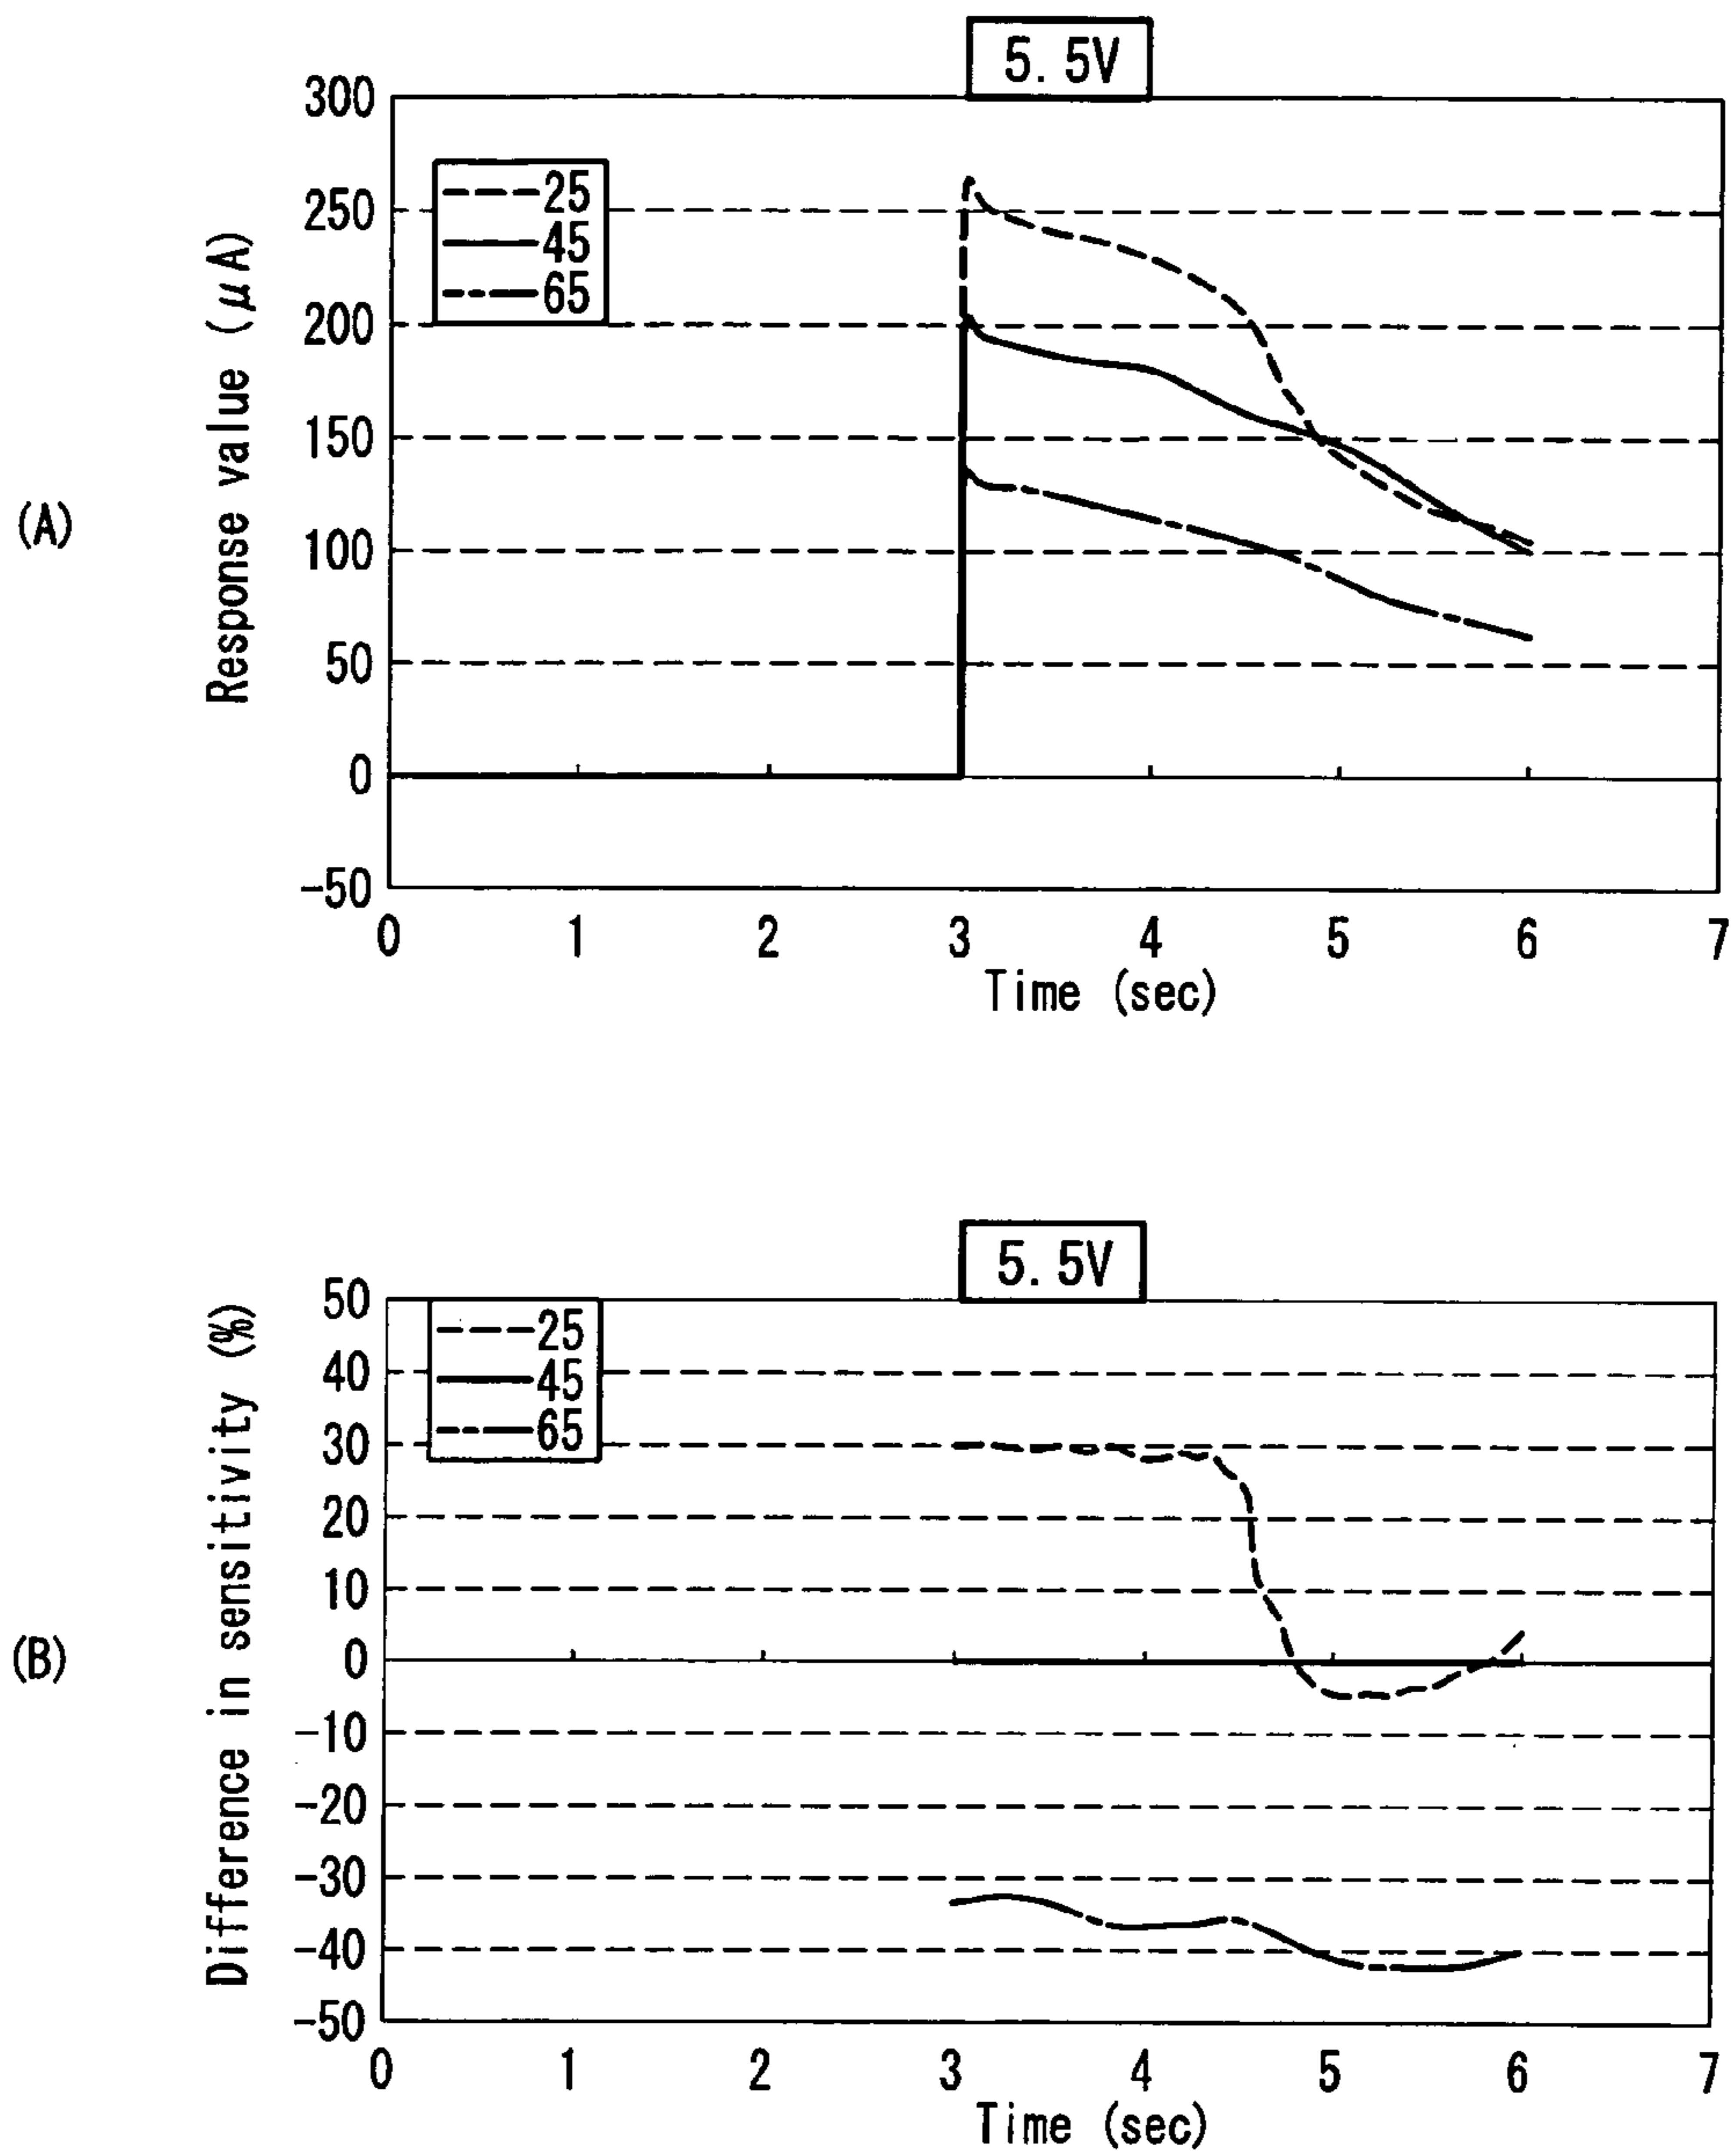 5.5V
300
250
200
150
100
50
0
-50
25
45
65
Response value (μA)
(A)
0 1 2 3 4 5 6 7
Time (sec)
5.5V
50
40
30
20
10
0
-10
-20
-30
-40
-50
25
45
65
Difference in sensitivity (%)
(B)
0 1 2 3 4 5 6 7
Time (sec)